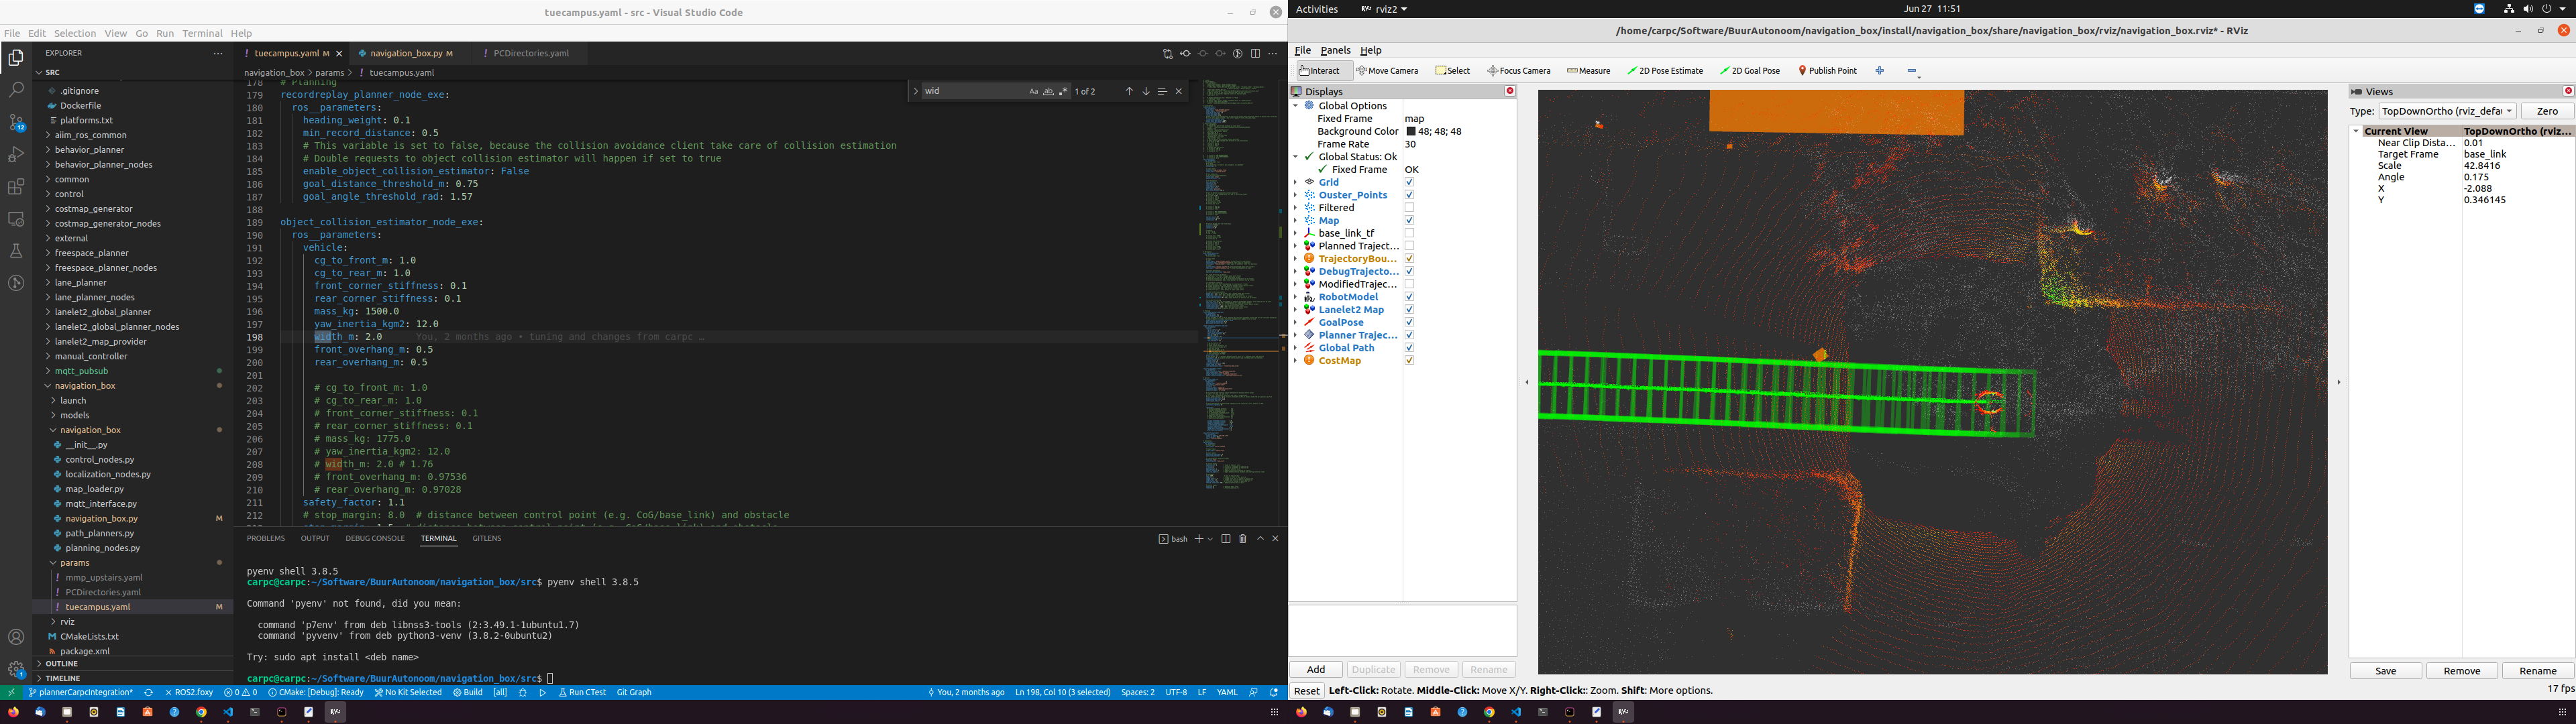 tuecampus.yaml - src - Visual Studio Code
File Edit Selection View Go Run Terminal Help
EXPLORER
SRC
.gitignore
Dockerfile
platforms.txt
aiim_ros_common
behavior_planner
behavior_planner_nodes
common
control
costmap_generator
costmap_generator_nodes
external
freespace_planner
freespace_planner_nodes
lane_planner
lane_planner_nodes
lanelet2_global_planner
lanelet2_global_planner_nodes
lanelet2_map_provider
manual_controller
mqtt_pubsub
navigation_box
launch
models
navigation_box
__init__.py
control_nodes.py
localization_nodes.py
map_loader.py
mqtt_interface.py
navigation_box.py M
path_planners.py
planning_nodes.py
params
mmp_upstairs.yaml
PCDirectories.yaml
tuecampus.yaml M
rviz
CMakeLists.txt
package.xml
OUTLINE
TIMELINE
12
1
tuecampus.yaml M
navigation_box.py M
PCDirectories.yaml
navigation_box > params > ! tuecampus.yaml
wid
Aa
ab
1 of 2
178 # Planning
179 recordreplay_planner_node_exe:
180 ros__parameters:
181 heading_weight: 0.1
182 min_record_distance: 0.5
183 # This variable is set to false, because the collision avoidance client take care of collision estimation
184 # Double requests to object collision estimator will happen if set to true
185 enable_object_collision_estimator: False
186 goal_distance_threshold_m: 0.75
187 goal_angle_threshold_rad: 1.57
188
189 object_collision_estimator_node_exe:
190 ros__parameters:
191 vehicle:
192 cg_to_front_m: 1.0
193 cg_to_rear_m: 1.0
194 front_corner_stiffness: 0.1
195 rear_corner_stiffness: 0.1
196 mass_kg: 1500.0
197 yaw_inertia_kgm2: 12.0
198 width_m: 2.0 You, 2 months ago • tuning and changes from carpc …
199 front_overhang_m: 0.5
200 rear_overhang_m: 0.5
201
202 # cg_to_front_m: 1.0
203 # cg_to_rear_m: 1.0
204 # front_corner_stiffness: 0.1
205 # rear_corner_stiffness: 0.1
206 # mass_kg: 1775.0
207 # yaw_inertia_kgm2: 12.0
208 # width_m: 2.0 # 1.76
209 # front_overhang_m: 0.97536
210 # rear_overhang_m: 0.97028
211 safety_factor: 1.1
212 # stop_margin: 8.0 # distance between control point (e.g. CoG/base_link) and obstacle
PROBLEMS OUTPUT DEBUG CONSOLE TERMINAL GITLENS
bash
pyenv shell 3.8.5
carpc@carpc:~/Software/BuurAutonoom/navigation_box/src$ pyenv shell 3.8.5
Command 'pyenv' not found, did you mean:
command 'p7env' from deb libnss3-tools (2:3.49.1-1ubuntu1.7)
command 'pyvenv' from deb python3-venv (3.8.2-0ubuntu2)
Try: sudo apt install <deb name>
carpc@carpc:~/Software/BuurAutonoom/navigation_box/src$
plannerCarpcIntegration* ROS2.foxy 0 0 CMake: [Debug]: Ready No Kit Selected Build [all] Run CTest Git Graph You, 2 months ago Ln 198, Col 10 (3 selected) Spaces: 2 UTF-8 LF YAML
Activities rviz2 Jun 27 11:51
/home/carpc/Software/BuurAutonoom/navigation_box/install/navigation_box/share/navigation_box/rviz/navigation_box.rviz* - RViz
File Panels Help
Interact Move Camera Select Focus Camera Measure 2D Pose Estimate 2D Goal Pose Publish Point
Displays
Global Options
Fixed Frame map
Background Color 48; 48; 48
Frame Rate 30
Global Status: Ok
Fixed Frame OK
Grid
Ouster_Points
Filtered
Map
base_link_tf
Planned Traject...
TrajectoryBou...
DebugTrajecto...
ModifiedTrajec...
RobotModel
Lanelet2 Map
GoalPose
Planner Trajec...
Global Path
CostMap
Add Duplicate Remove Rename
Reset Left-Click: Rotate. Middle-Click: Move X/Y. Right-Click:: Zoom. Shift: More options.
17 fps
Views
Type: TopDownOrtho (rviz_defau Zero
Current View TopDownOrtho (rviz...
Near Clip Dista... 0.01
Target Frame base_link
Scale 42.8416
Angle 0.175
X -2.088
Y 0.346145
Save Remove Rename